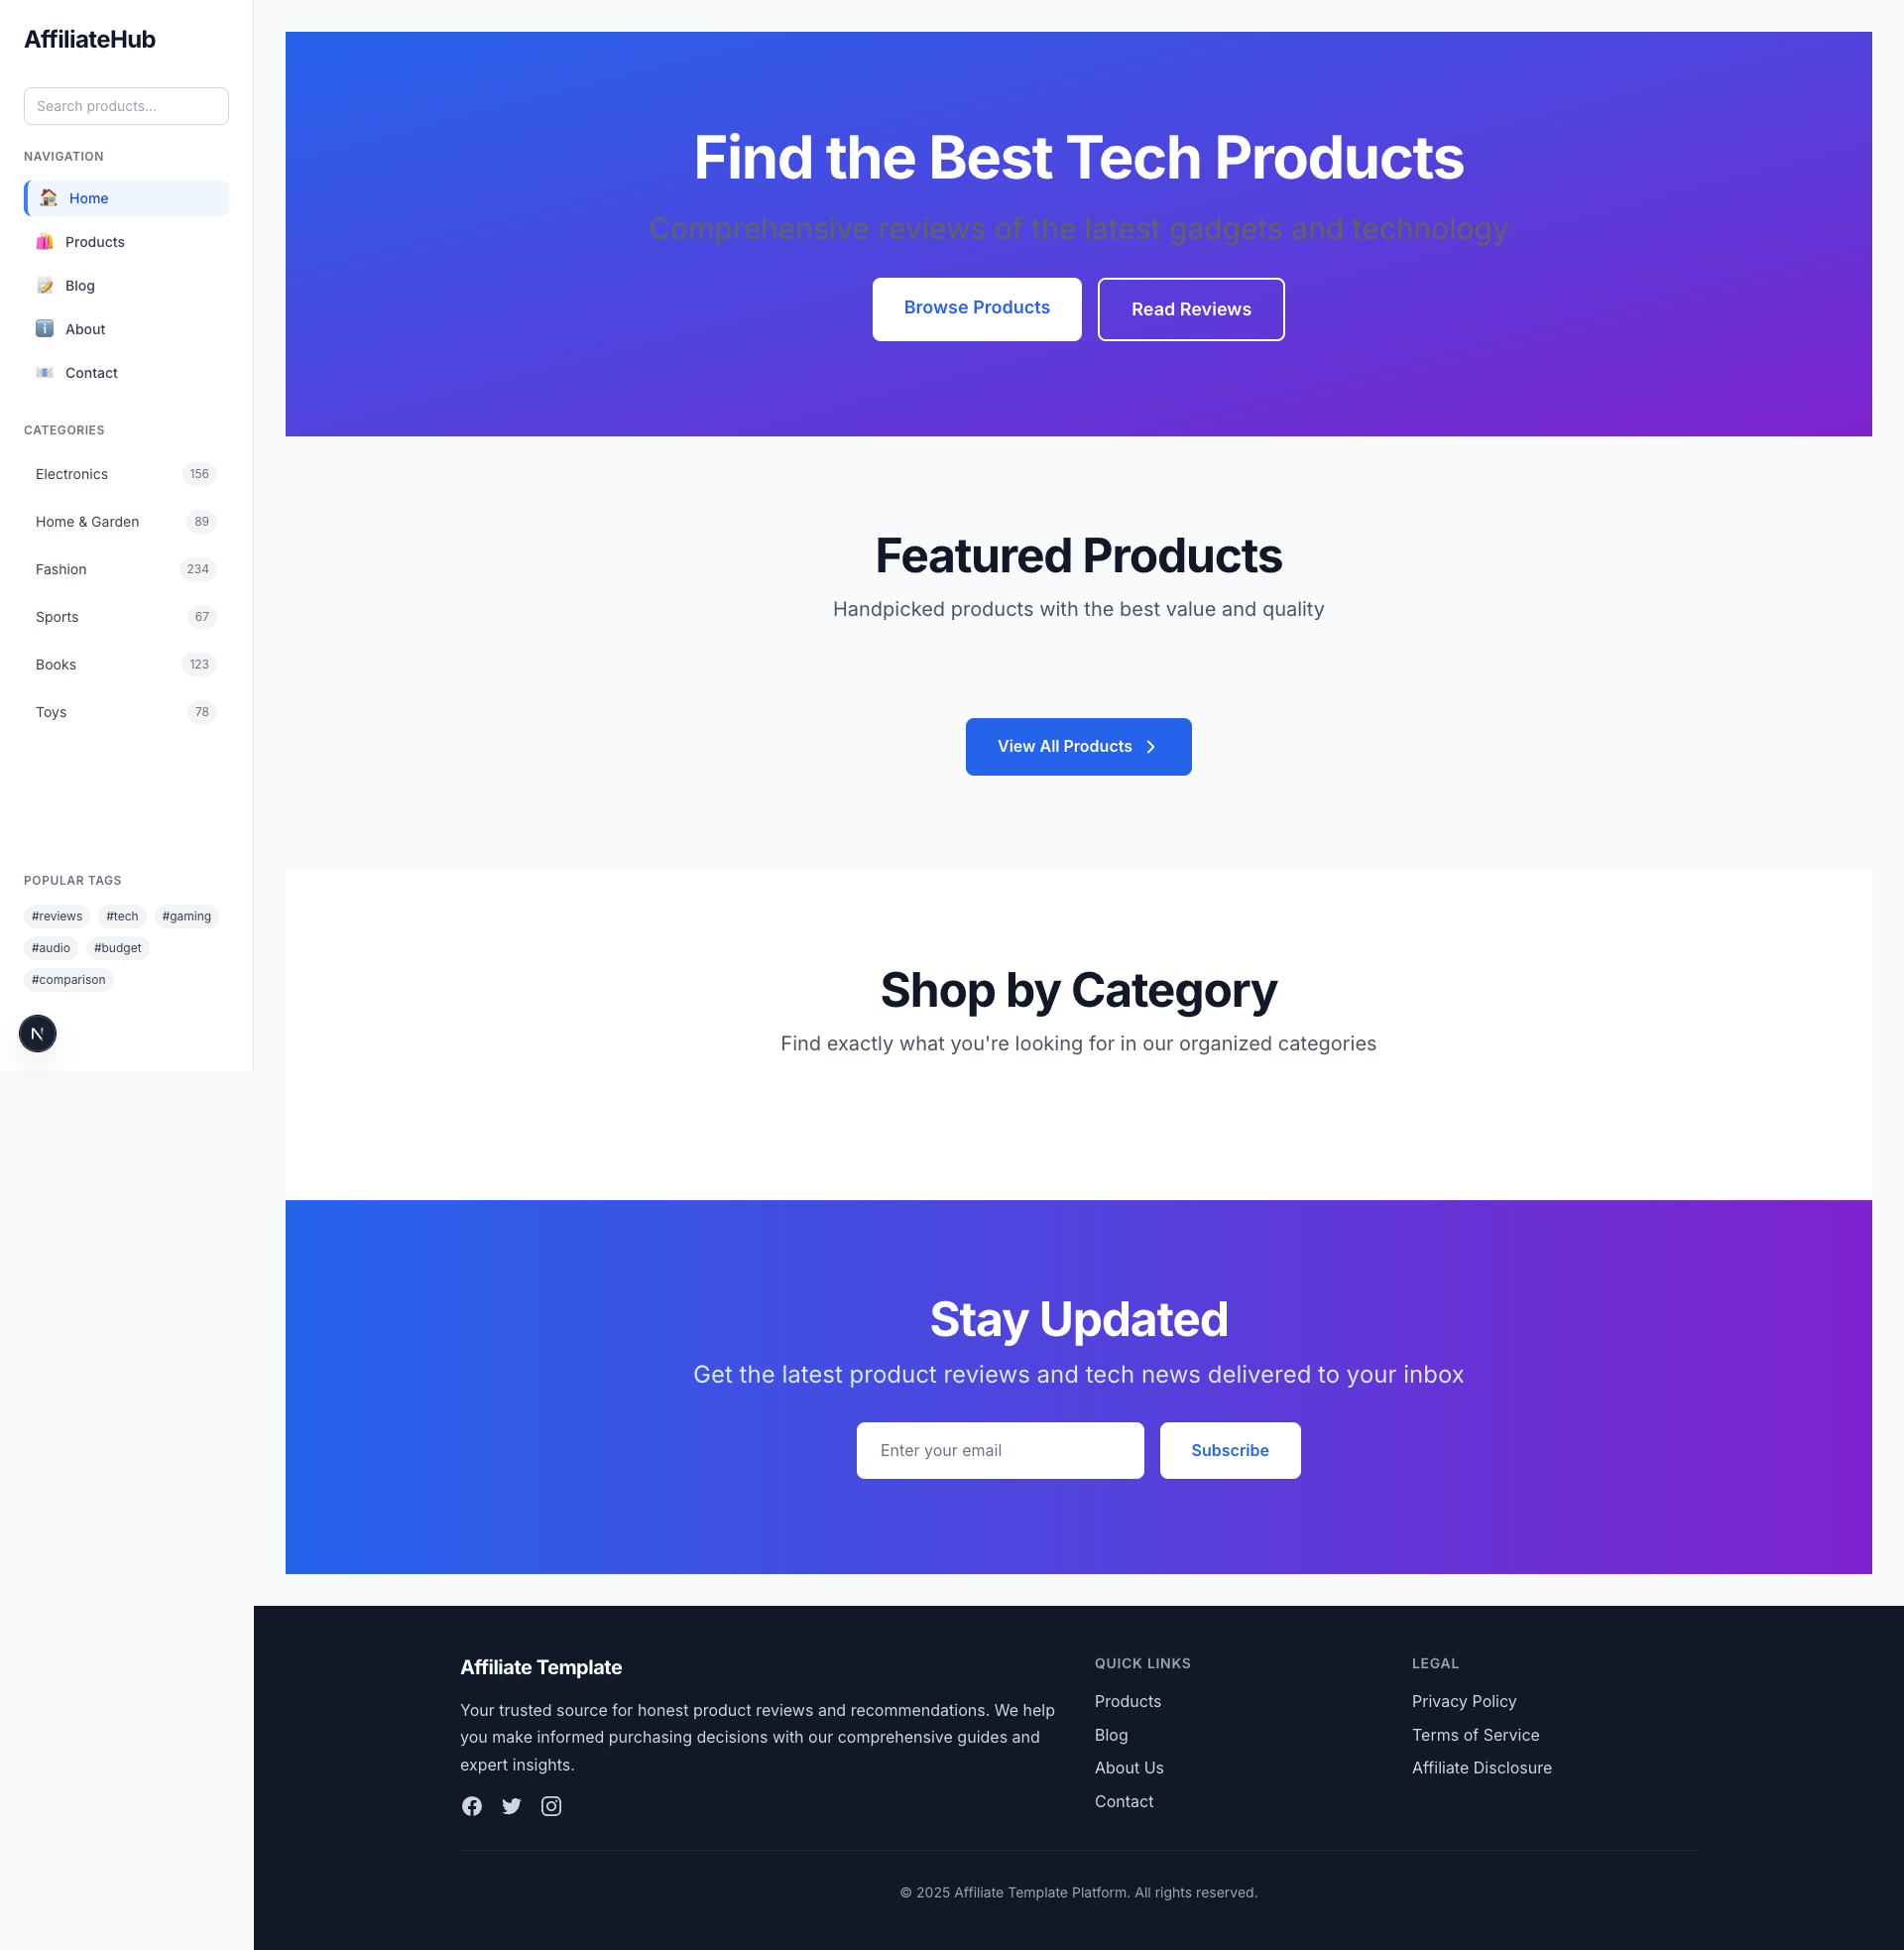 AffiliateHub
Search products...
NAVIGATION
Home
Products
Blog
About
Contact
CATEGORIES
Electronics 156
Home & Garden 89
Fashion 234
Sports 67
Books 123
Toys 78
POPULAR TAGS
#reviews #tech #gaming
#audio #budget
#comparison
N
Find the Best Tech Products
Comprehensive reviews of the latest gadgets and technology
Browse Products Read Reviews
Featured Products
Handpicked products with the best value and quality
View All Products
Shop by Category
Find exactly what you're looking for in our organized categories
Stay Updated
Get the latest product reviews and tech news delivered to your inbox
Enter your email Subscribe
Affiliate Template
Your trusted source for honest product reviews and recommendations. We help
you make informed purchasing decisions with our comprehensive guides and
expert insights.
QUICK LINKS
Products
Blog
About Us
Contact
LEGAL
Privacy Policy
Terms of Service
Affiliate Disclosure
© 2025 Affiliate Template Platform. All rights reserved.